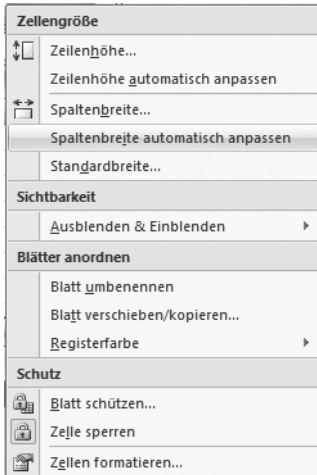 Zellengröße
Zeilenhöhe...
Zeilenhöhe automatisch anpassen
Spaltenbreite...
Spaltenbreite automatisch anpassen
Standardbreite...
Sichtbarkeit
Ausblenden & Einblenden
Blätter anordnen
Blatt umbenennen
Blatt verschieben/kopieren...
Registerfarbe
Schutz
Blatt schützen...
Zelle sperren
Zellen formatieren...